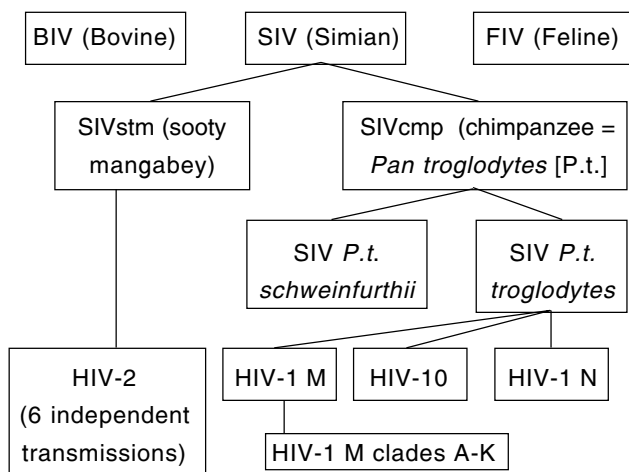 BIV (Bovine)
SIV (Simian)
FIV (Feline)
SIVstm (sooty
mangabey)
SIVcmp (chimpanzee =
Pan troglodytes [P.t.]
SIV P.t.
schweinfurthii
SIV P.t.
troglodytes
HIV-2
(6 independent
transmissions)
HIV-1 M
HIV-10
HIV-1 N
HIV-1 M clades A-K